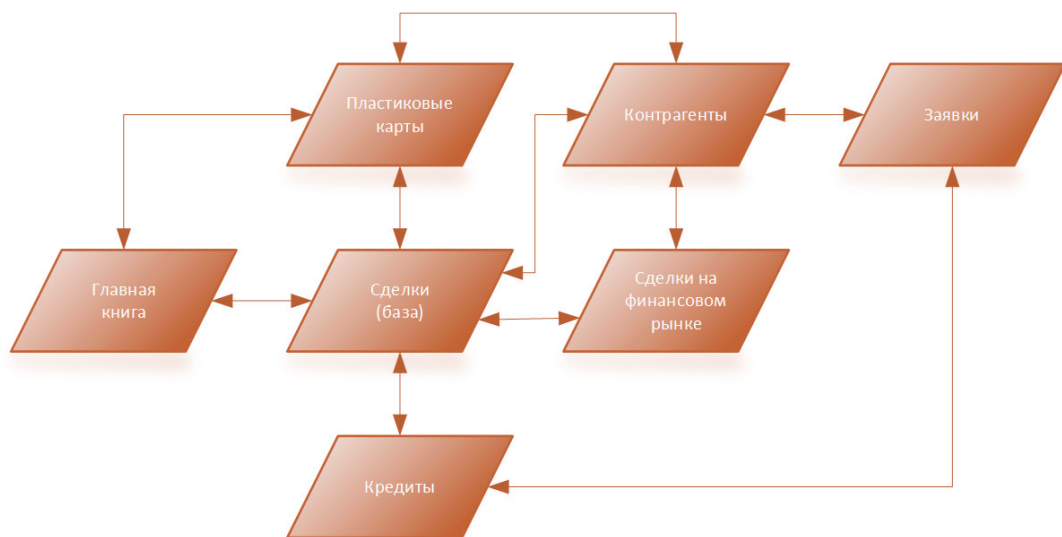 Пластиковые
карты
Контрагенты
Заявки
Главная
книга
Сделки
(база)
Сделки на
финансовом
рынке
Кредиты